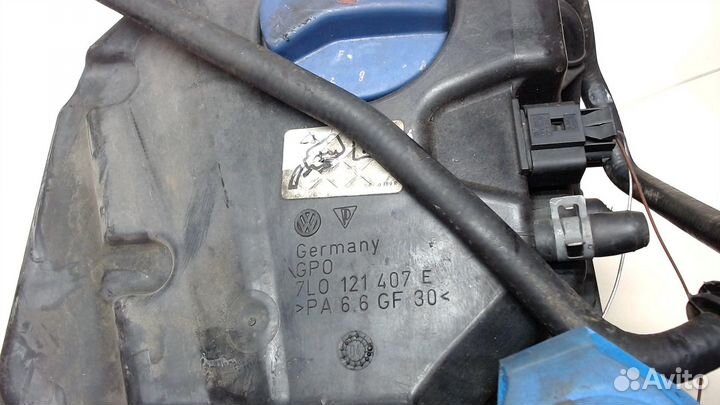 Germany
GPO
7L0 121 407 E
>PA 6.6 GF 30<
Avito